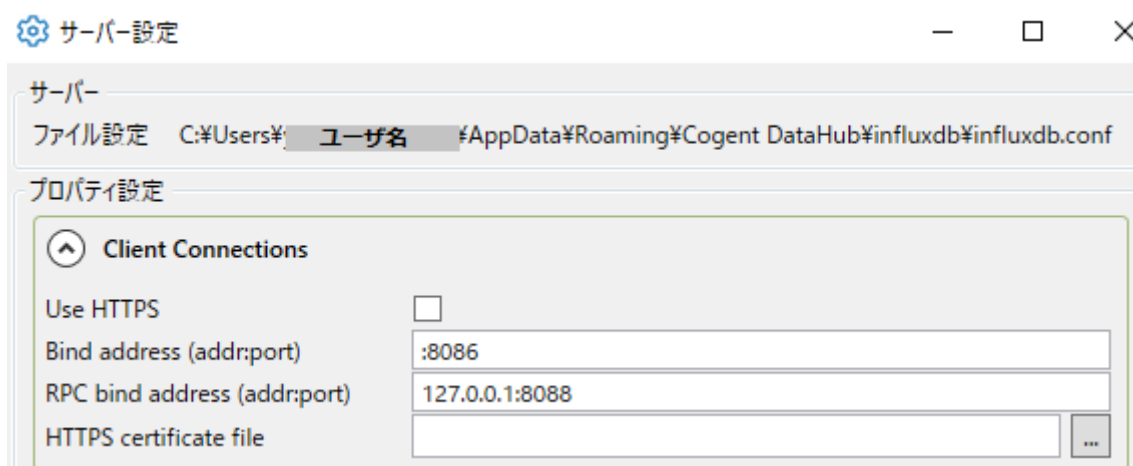 サーバー設定
サーバー
ファイル設定 C:¥Users¥ ユーザ名 ¥AppData¥Roaming¥Cogent DataHub¥influxdb¥influxdb.conf
プロパティ設定
Client Connections
Use HTTPS
Bind address (addr:port) :8086
RPC bind address (addr:port) 127.0.0.1:8088
HTTPS certificate file ...